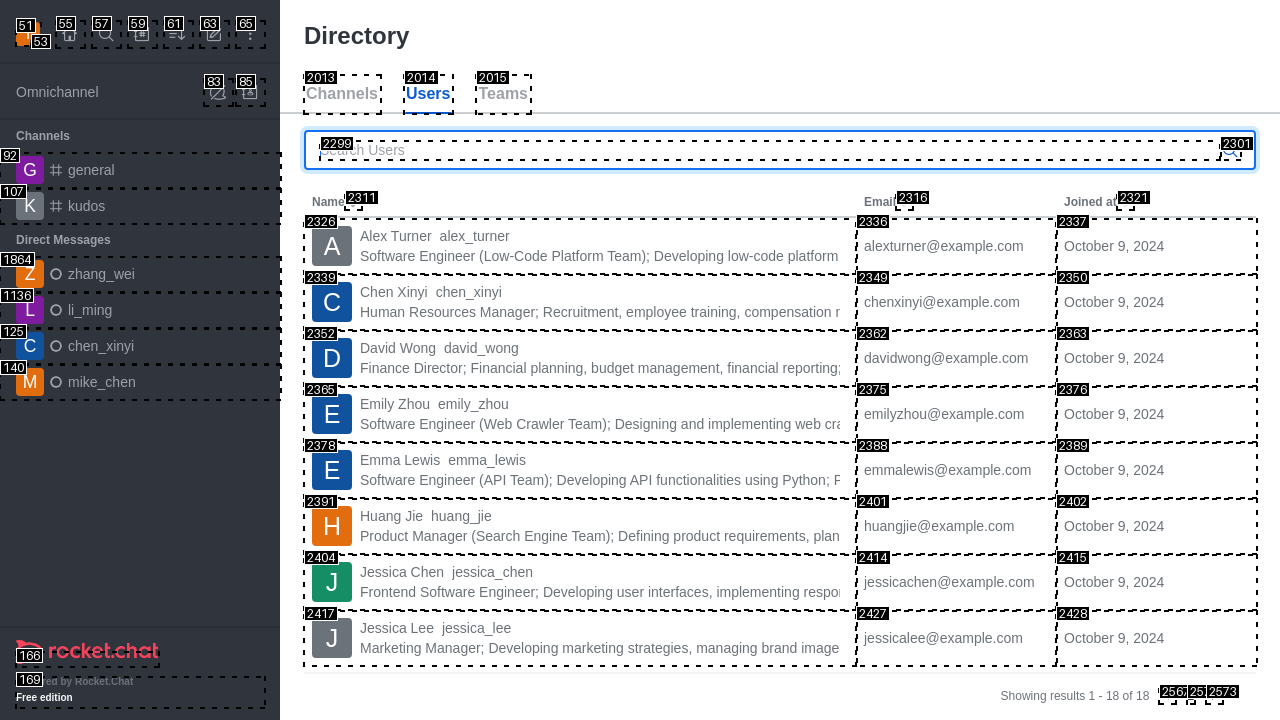 51
53
55
57
59
61
63
65
Omnichannel
83
85
Channels
92
G
general
107
K
kudos
Direct Messages
1864
Z
zhang_wei
1136
L
li_ming
125
C
chen_xinyi
140
M
mike_chen
166
rocket.chat
169
ed by Rocket.Chat
Free edition
Directory
2013
Channels
2014
Users
2015
Teams
2299
Search Users
2301
Name
2311
Email
2316
Joined at
2321
2326
A
Alex Turner alex_turner
Software Engineer (Low-Code Platform Team); Developing low-code platform
2336
alexturner@example.com
2337
October 9, 2024
2339
C
Chen Xinyi chen_xinyi
Human Resources Manager; Recruitment, employee training, compensation
2349
chenxinyi@example.com
2350
October 9, 2024
2352
D
David Wong david_wong
Finance Director; Financial planning, budget management, financial reporting;
2362
davidwong@example.com
2363
October 9, 2024
2365
E
Emily Zhou emily_zhou
Software Engineer (Web Crawler Team); Designing and implementing web cra
2375
emilyzhou@example.com
2376
October 9, 2024
2378
E
Emma Lewis emma_lewis
Software Engineer (API Team); Developing API functionalities using Python;
2388
emmalewis@example.com
2389
October 9, 2024
2391
H
Huang Jie huang_jie
Product Manager (Search Engine Team); Defining product requirements, plan
2401
huangjie@example.com
2402
October 9, 2024
2404
J
Jessica Chen jessica_chen
Frontend Software Engineer; Developing user interfaces, implementing respo
2414
jessicachen@example.com
2415
October 9, 2024
2417
J
Jessica Lee jessica_lee
Marketing Manager; Developing marketing strategies, managing brand image
2427
jessicalee@example.com
2428
October 9, 2024
Showing results 1 - 18 of 18
2567
2573